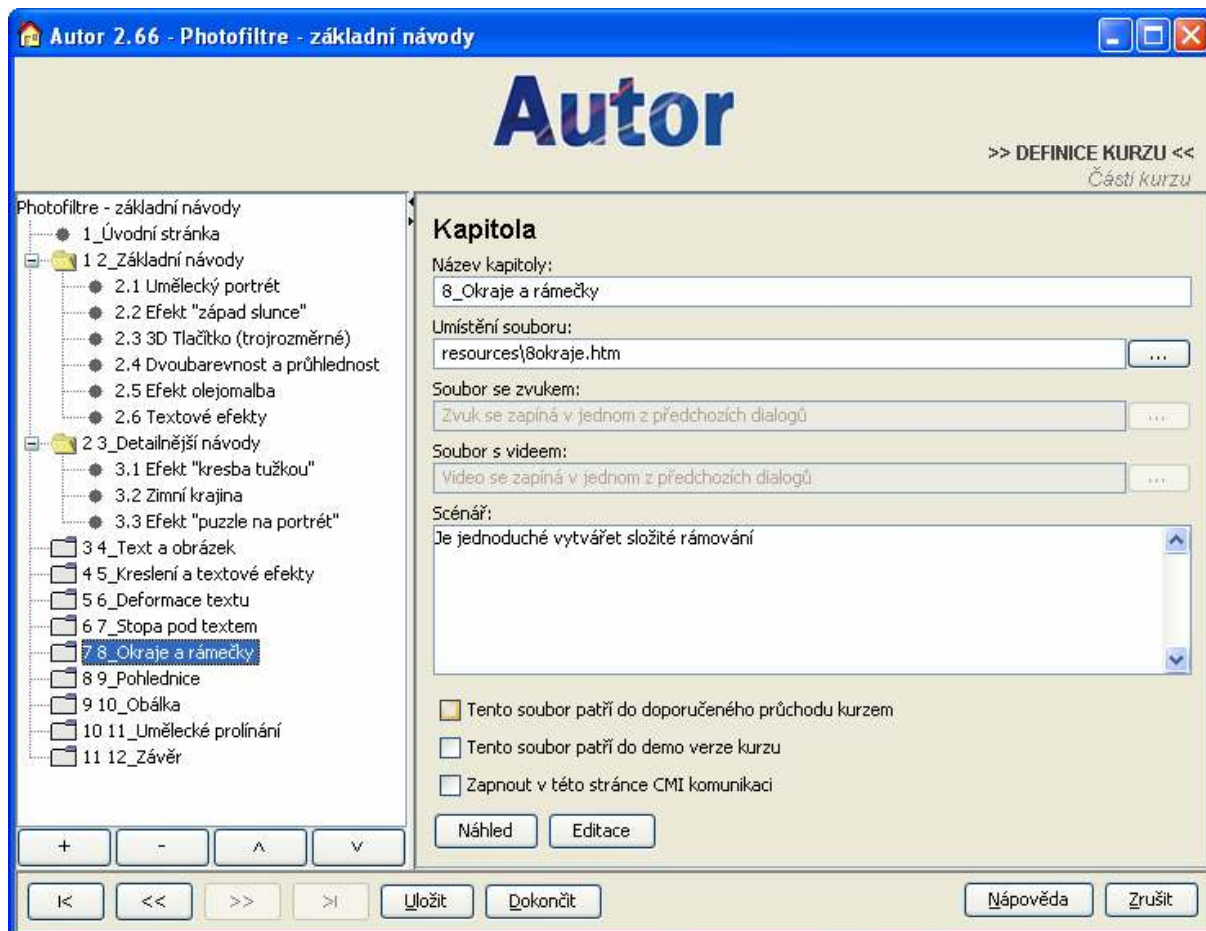 Autor 2.66 - Photofiltre - základní návody
Autor
>> DEFINICE KURZU <<
Části kurzu
Photofiltre - základní návody
1_Úvodní stránka
1 2_Základní návody
2.1 Umělecký portrét
2.2 Efekt "západ slunce"
2.3 3D Tlačítko (trojrozměrné)
2.4 Dvoubarevnost a průhlednost
2.5 Efekt olejomalba
2.6 Textové efekty
2 3_Detailnější návody
3.1 Efekt "kresba tužkou"
3.2 Zimní krajina
3.3 Efekt "puzzle na portrét"
3 4_Text a obrázek
4 5_Kreslení a textové efekty
5 6_Deformace textu
6 7_Stopa pod textem
7 8_Okraje a rámečky
8 9_Pohlednice
9 10_Obálka
10 11_Umělecké prolínání
11 12_Závěr
+ - ^ v
Kapitola
Název kapitoly:
8_Okraje a rámečky
Umístění souboru:
resources\8okraje.htm
...
Soubor se zvukem:
Zvuk se zapíná v jednom z předchozích dialogů
...
Soubor s videem:
Video se zapíná v jednom z předchozích dialogů
...
Scénář:
Je jednoduché vytvářet složité rámování
Tento soubor patří do doporučeného průchodu kurzem
Tento soubor patří do demo verze kurzu
Zapnout v této stránce CMI komunikaci
Náhled Editace
|< << >> >| Uložit Dokončit Nápověda Zrušit